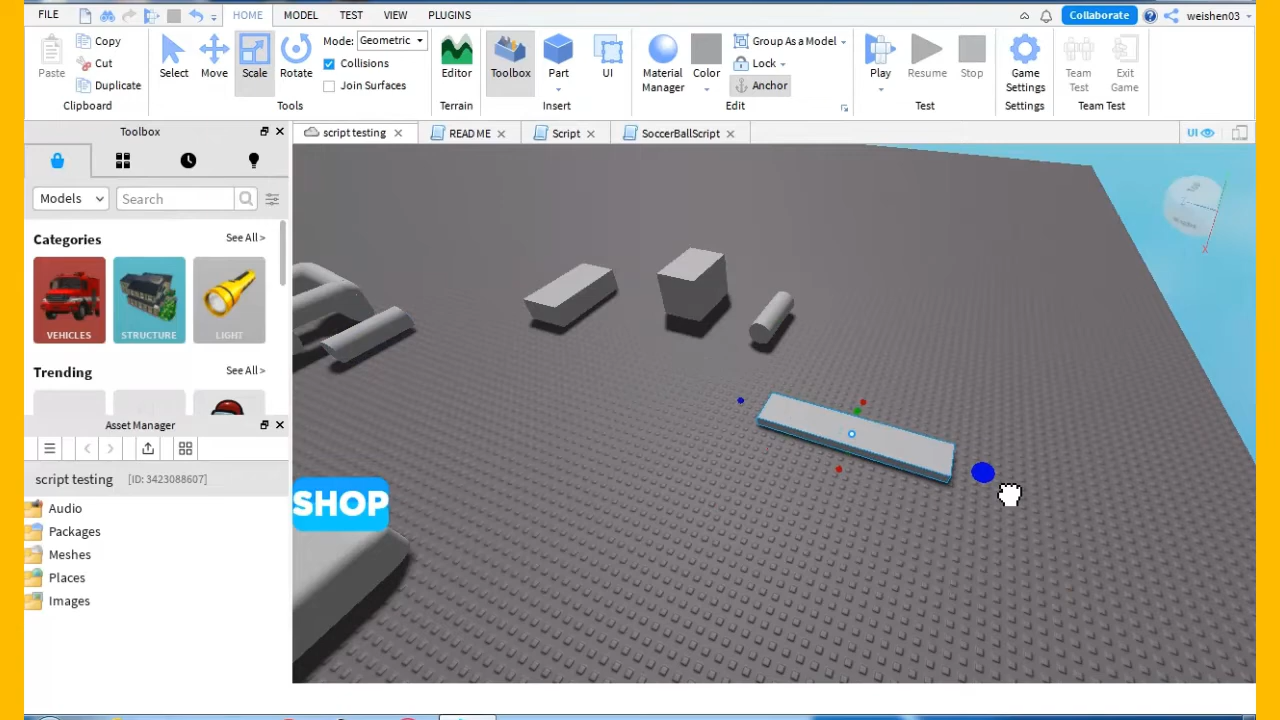 FILE HOME MODEL TEST VIEW PLUGINS Collaborate weishen03
Paste Copy Cut Duplicate Clipboard
Select Move Scale Rotate Mode: Geometric Collisions Join Surfaces Tools
Editor Terrain
Toolbox Part UI Insert
Material Manager Color Group As a Model Lock Anchor Edit
Play Resume Stop Test
Game Settings Settings
Team Test Exit Game Team Test
Toolbox
script testing READ ME Script SoccerBallScript UI
Models Search
Categories See All >
VEHICLES STRUCTURE LIGHT
Trending See All >
Asset Manager
script testing [ID: 3423088607]
Audio
Packages
Meshes
Places
Images
SHOP
X